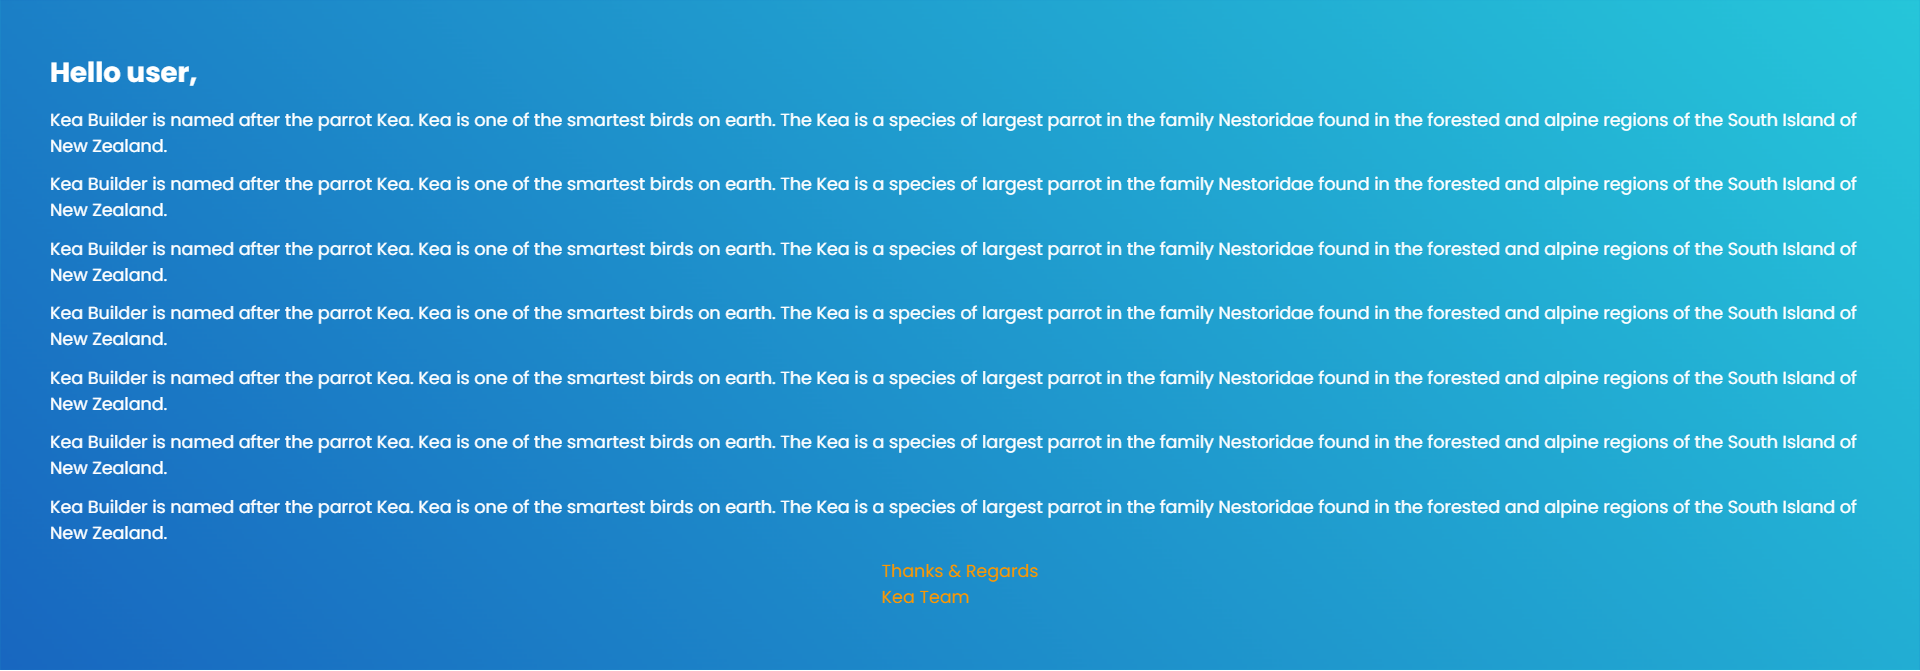 Hello user,
Kea Builder is named after the parrot Kea. Kea is one of the smartest birds on earth. The Kea is a species of largest parrot in the family Nestoridae found in the forested and alpine regions of the South Island of
New Zealand.
Kea Builder is named after the parrot Kea. Kea is one of the smartest birds on earth. The Kea is a species of largest parrot in the family Nestoridae found in the forested and alpine regions of the South Island of
New Zealand.
Kea Builder is named after the parrot Kea. Kea is one of the smartest birds on earth. The Kea is a species of largest parrot in the family Nestoridae found in the forested and alpine regions of the South Island of
New Zealand.
Kea Builder is named after the parrot Kea. Kea is one of the smartest birds on earth. The Kea is a species of largest parrot in the family Nestoridae found in the forested and alpine regions of the South Island of
New Zealand.
Kea Builder is named after the parrot Kea. Kea is one of the smartest birds on earth. The Kea is a species of largest parrot in the family Nestoridae found in the forested and alpine regions of the South Island of
New Zealand.
Kea Builder is named after the parrot Kea. Kea is one of the smartest birds on earth. The Kea is a species of largest parrot in the family Nestoridae found in the forested and alpine regions of the South Island of
New Zealand.
Kea Builder is named after the parrot Kea. Kea is one of the smartest birds on earth. The Kea is a species of largest parrot in the family Nestoridae found in the forested and alpine regions of the South Island of
New Zealand.
Thanks & Regards
Kea Team